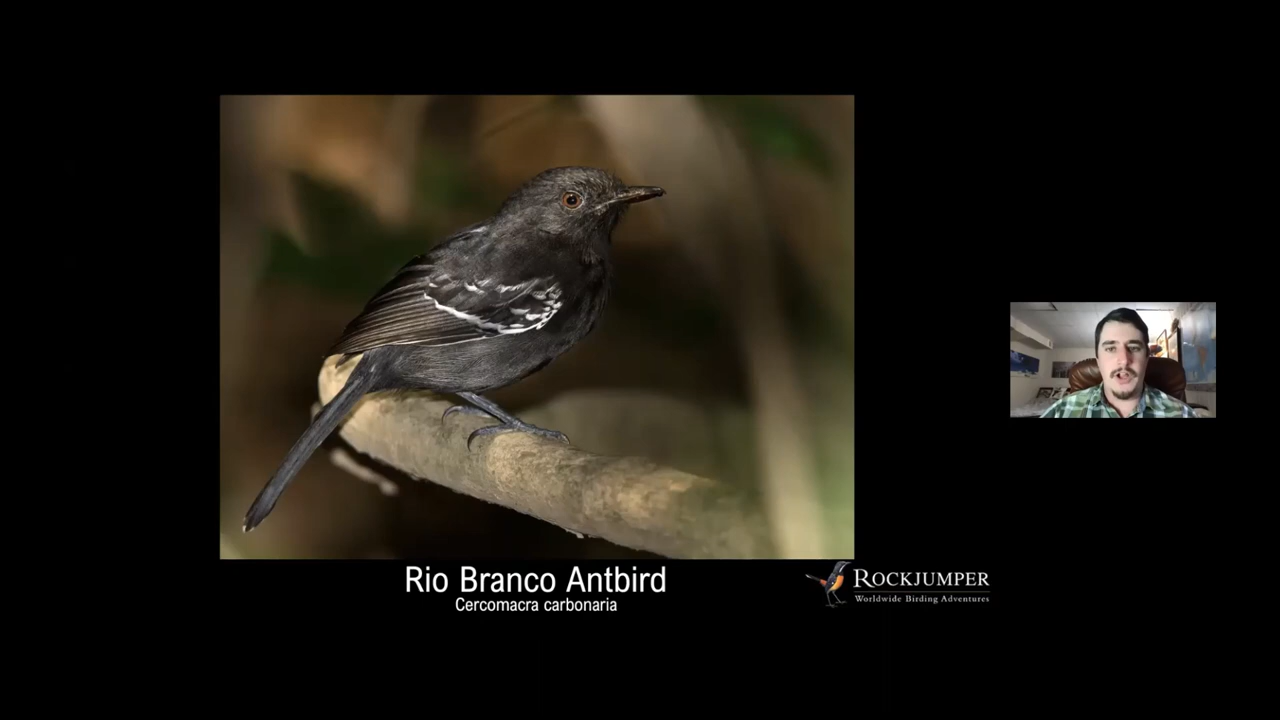 Rio Branco Antbird
Cercomacra carbonaria
ROCKJUMPER
Worldwide Birding Adventures